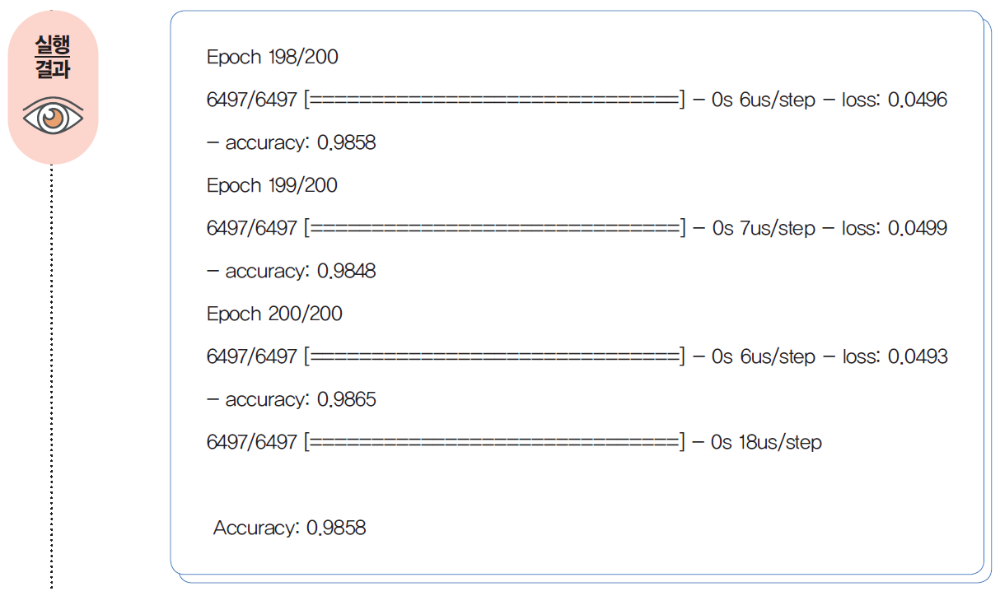 실행
결과
Epoch 198/200
6497/6497 [==============================] - 0s 6us/step - loss: 0.0496
- accuracy: 0.9858
Epoch 199/200
6497/6497 [==============================] - 0s 7us/step - loss: 0.0499
- accuracy: 0.9848
Epoch 200/200
6497/6497 [==============================] - 0s 6us/step - loss: 0.0493
- accuracy: 0.9865
6497/6497 [==============================] - 0s 18us/step
Accuracy: 0.9858